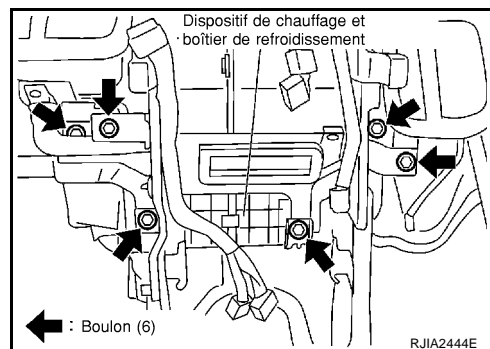 Dispositif de chauffage et
boîtier de refroidissement
: Boulon (6)
RJIA2444E